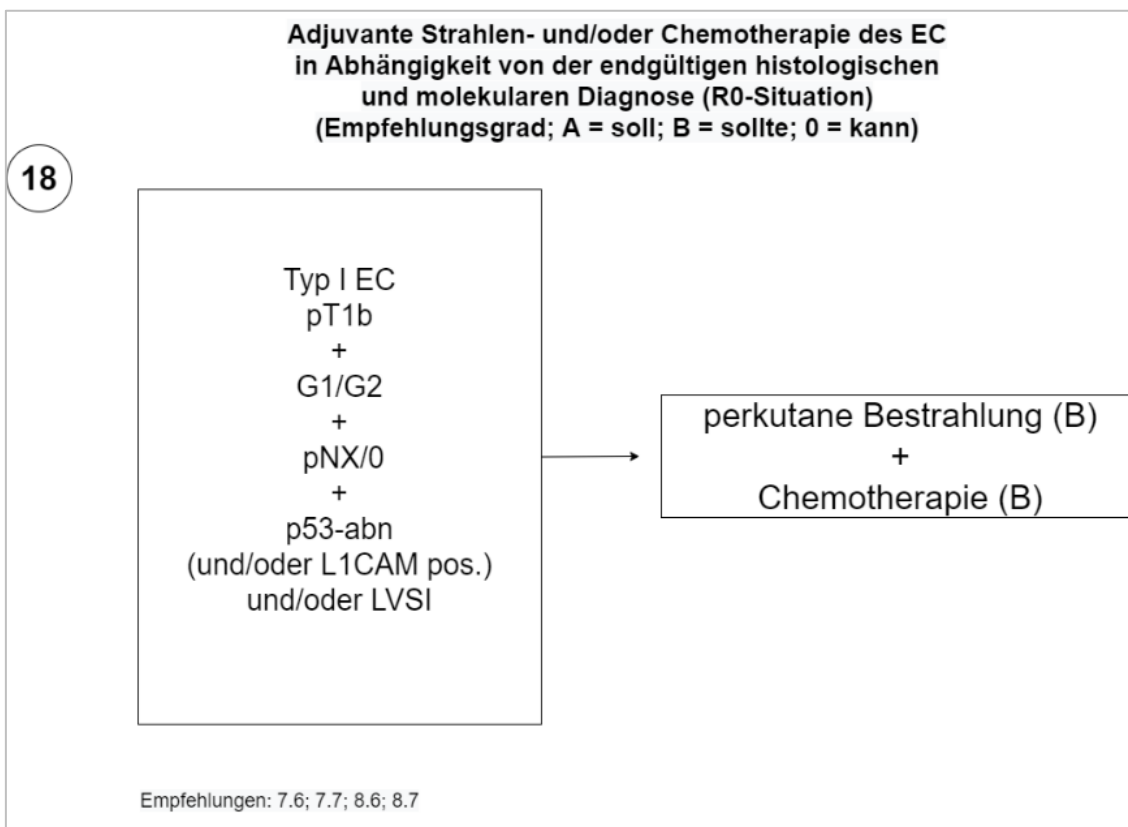 Adjuvante Strahlen- und/oder Chemotherapie des EC
in Abhängigkeit von der endgültigen histologischen
und molekularen Diagnose (R0-Situation)
(Empfehlungsgrad; A = soll; B = sollte; 0 = kann)
18
Typ I EC
pT1b
+
G1/G2
+
pNX/0
+
p53-abn
(und/oder L1CAM pos.)
und/oder LVSI
perkutane Bestrahlung (B)
+
Chemotherapie (B)
Empfehlungen: 7.6; 7.7; 8.6; 8.7